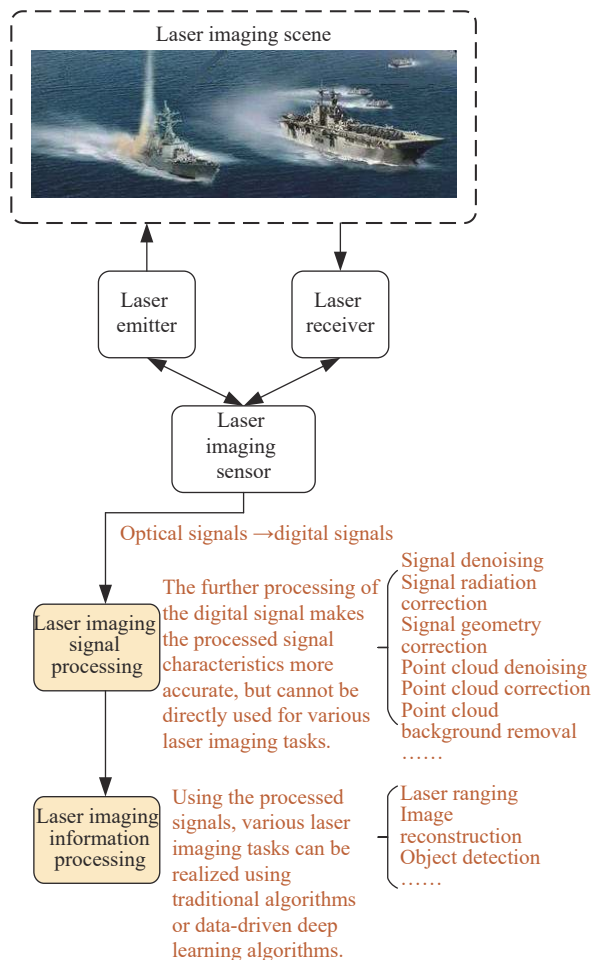 Laser imaging scene
Laser
emitter
Laser
receiver
Laser
imaging
sensor
Optical signals →digital signals
Laser imaging
signal
processing
The further processing of
the digital signal makes
the processed signal
characteristics more
accurate, but cannot be
directly used for various
laser imaging tasks.
Signal denoising
Signal radiation
correction
Signal geometry
correction
Point cloud denoising
Point cloud correction
Point cloud
background removal
……
Laser imaging
information
processing
Using the processed
signals, various laser
imaging tasks can be
realized using
traditional algorithms
or data-driven deep
learning algorithms.
Laser ranging
Image
reconstruction
Object detection
……